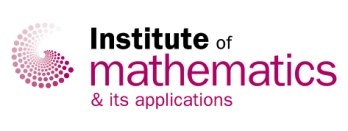 Institute of
mathematics
& its applications